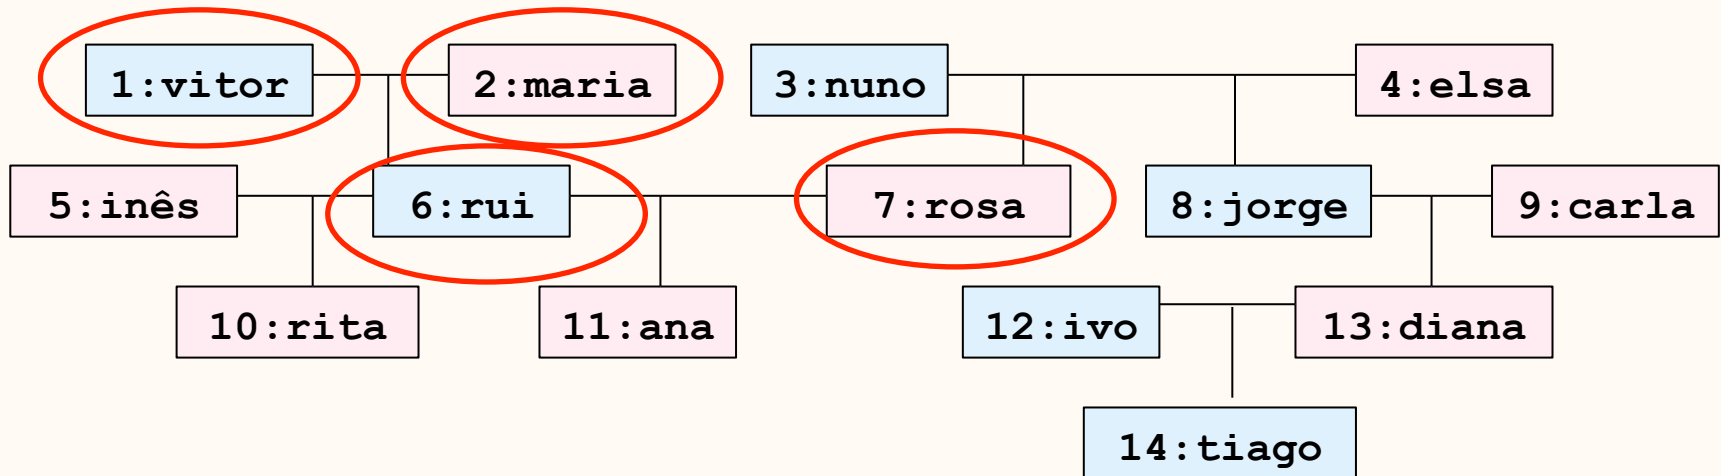 1:vitor
2:maria
3:nuno
4:elsa
5:inês
6:rui
7:rosa
8:jorge
9:carla
10:rita
11:ana
12:ivo
13:diana
14:tiago